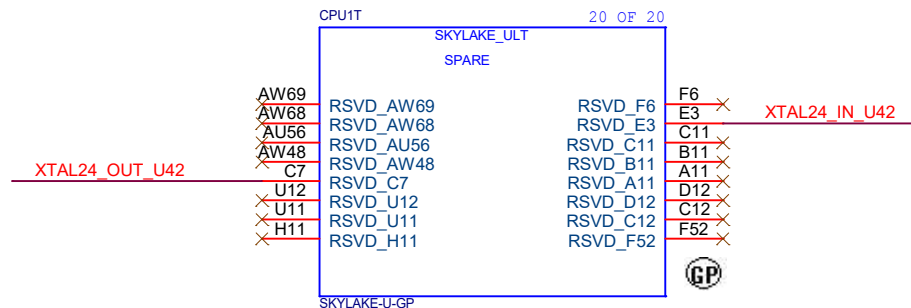 CPU1T 20 OF 20
SKYLAKE_ULT
SPARE
AW69 RSVD_AW69 RSVD_F6 F6
AW68 RSVD_AW68 RSVD_E3 E3 XTAL24_IN_U42
AU56 RSVD_AU56 RSVD_C11 C11
AW48 RSVD_AW48 RSVD_B11 B11
XTAL24_OUT_U42 C7 RSVD_C7 RSVD_A11 A11
U12 RSVD_U12 RSVD_D12 D12
U11 RSVD_U11 RSVD_C12 C12
H11 RSVD_H11 RSVD_F52 F52
GP
SKYLAKE-U-GP